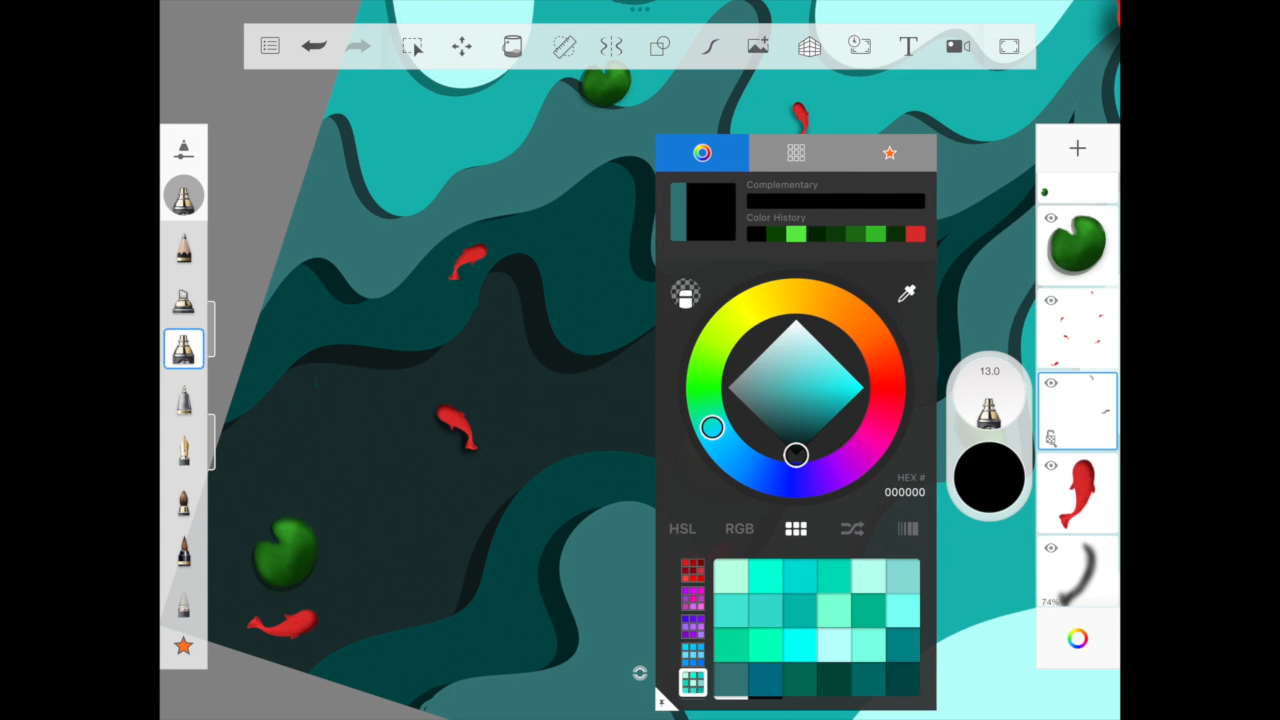 T
Complementary
Color History
13.0
HEX #
000000
HSL
RGB
74%